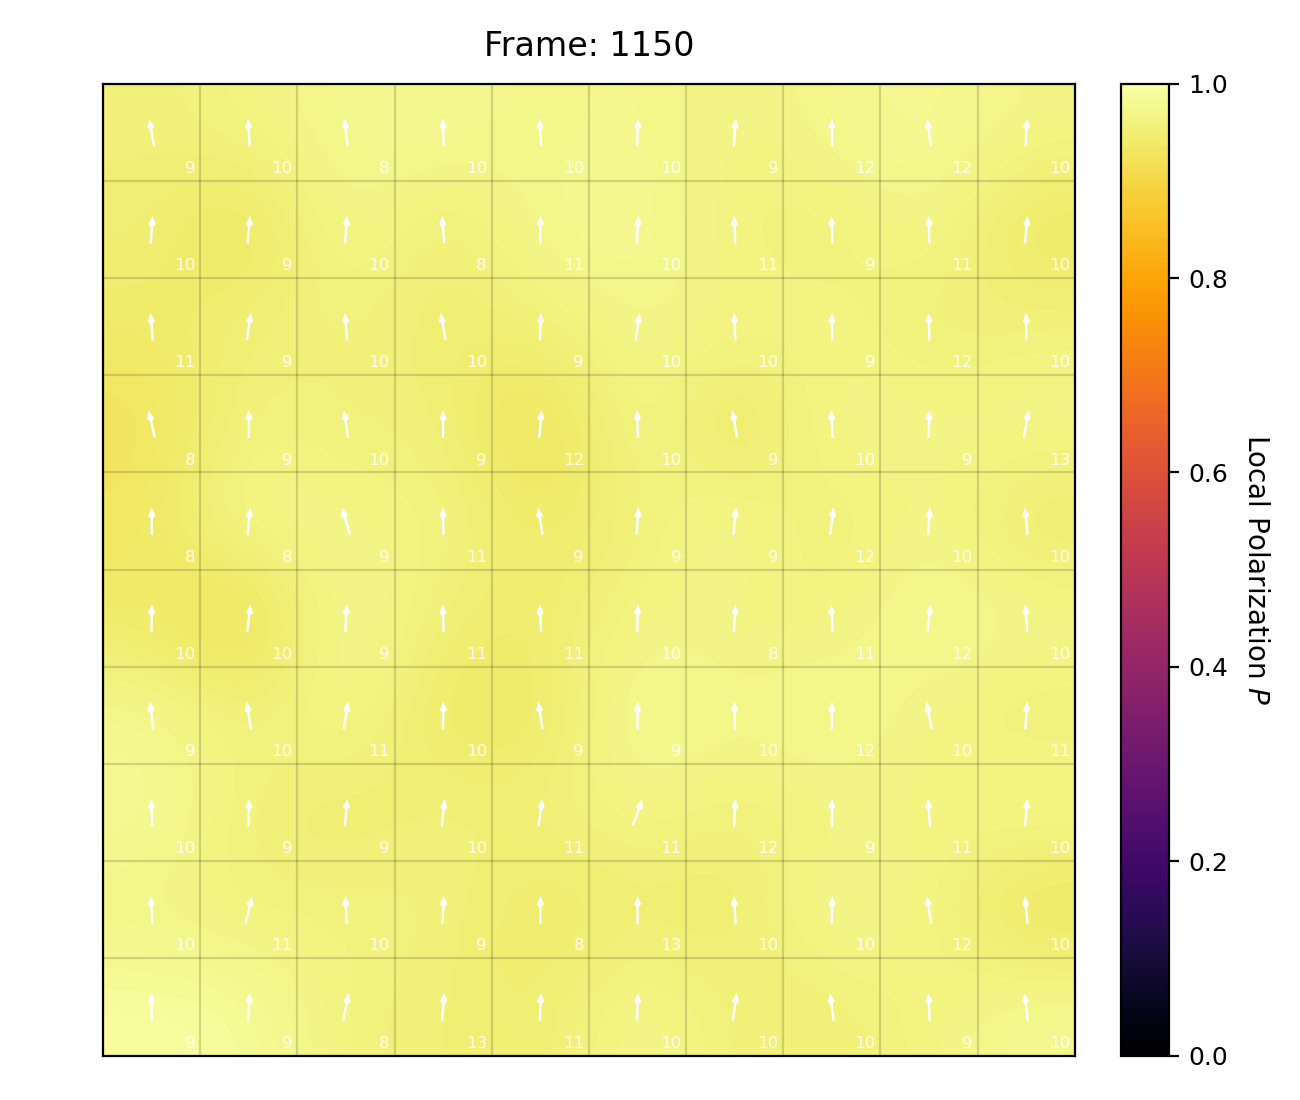 Frame: 1150
9 10 8 10 10 10 9 12 12 10
10 9 10 8 11 10 11 9 11 10
11 9 10 10 9 10 10 9 12 10
8 9 10 9 12 10 9 10 9 13
8 8 9 11 9 9 9 12 10 10
10 10 9 11 11 10 8 11 12 10
9 10 11 10 9 9 10 12 10 11
10 9 9 10 11 11 12 9 11 10
10 11 10 9 8 13 10 10 12 10
9 9 8 13 11 10 10 10 9 10
1.0
0.8
0.6
0.4
0.2
0.0
Local Polarization P